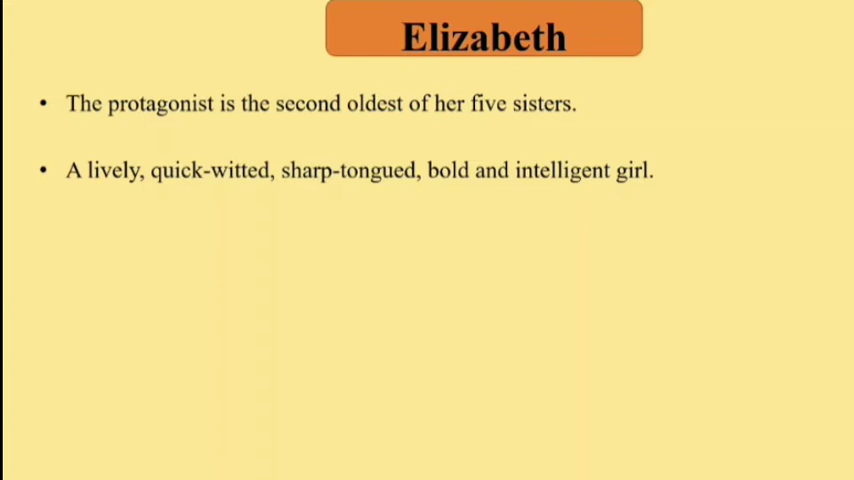 Elizabeth
• The protagonist is the second oldest of her five sisters.
• A lively, quick-witted, sharp-tongued, bold and intelligent girl.